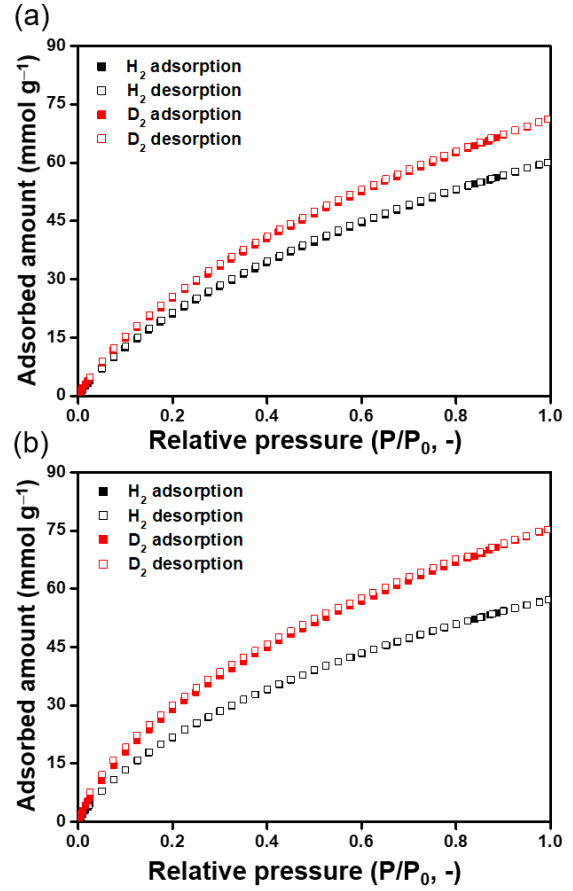 (a)
90
75
60
45
30
15
0
Adsorbed amount (mmol g⁻¹)
H₂ adsorption
H₂ desorption
D₂ adsorption
D₂ desorption
0.0 0.2 0.4 0.6 0.8 1.0
Relative pressure (P/P₀, -)
(b)
90
75
60
45
30
15
0
Adsorbed amount (mmol g⁻¹)
H₂ adsorption
H₂ desorption
D₂ adsorption
D₂ desorption
0.0 0.2 0.4 0.6 0.8 1.0
Relative pressure (P/P₀, -)